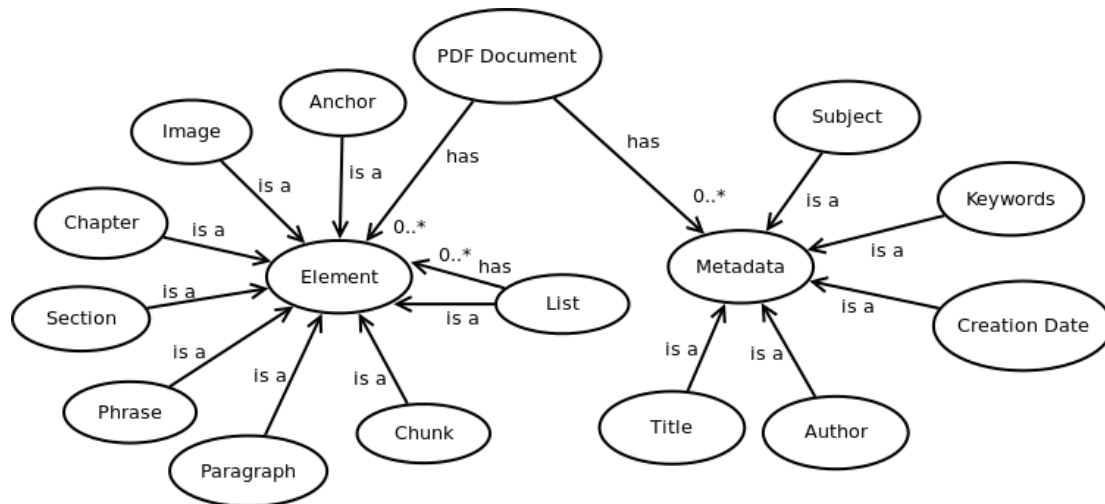 PDF Document
Anchor
Image
Subject
has
has
is a
is a
Keywords
Chapter
is a
0..*
is a
0..*
is a
Element
0..*
has
Metadata
is a
List
is a
Section
is a
is a
Creation Date
is a
is a
is a
is a
is a
Phrase
Title
Author
Chunk
Paragraph